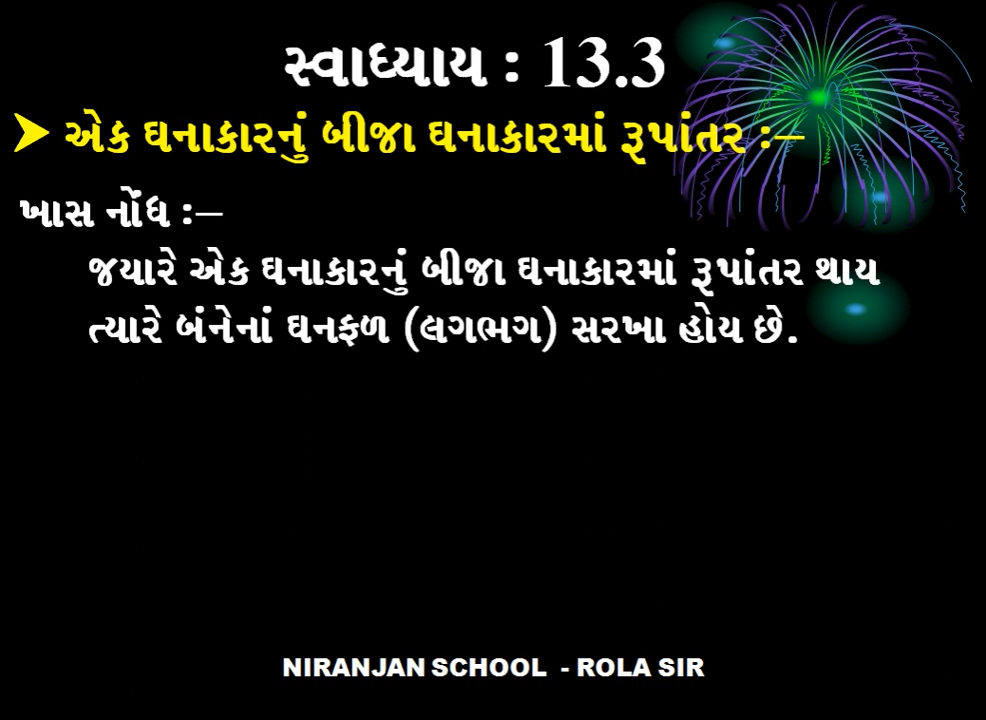 સ્વાધ્યાય : 13.3
➤ એક ઘનાકારનું બીજા ઘનાકારમાં રૂપાંતર :–
ખાસ નોંધ :–
જયારે એક ઘનાકારનું બીજા ઘનાકારમાં રૂપાંતર થાય
ત્યારે બંનેનાં ઘનફળ (લગભગ) સરખા હોય છે.
NIRANJAN SCHOOL - ROLA SIR